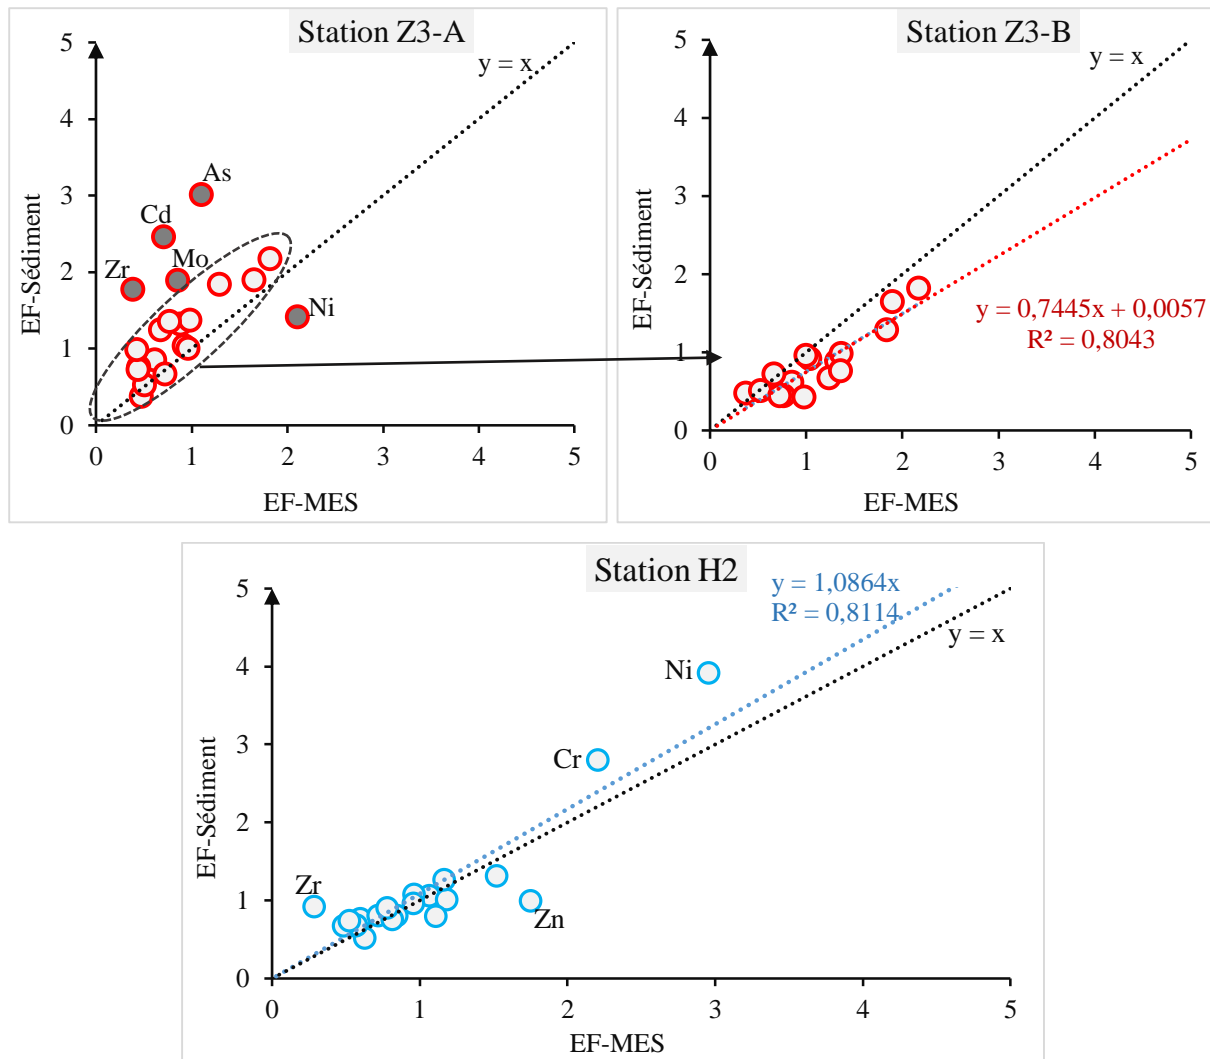 Station Z3-A
5
4
3
2
1
0
0
1
2
3
4
5
EF-Sédiment
EF-MES
y = x
As
Cd
Mo
Zr
Ni
Station Z3-B
5
4
3
2
1
0
0
1
2
3
4
5
EF-Sédiment
EF-MES
y = x
y = 0,7445x + 0,0057
R² = 0,8043
Station H2
5
4
3
2
1
0
0
1
2
3
4
5
EF-Sédiment
EF-MES
y = 1,0864x
R² = 0,8114
y = x
Ni
Cr
Zr
Zn